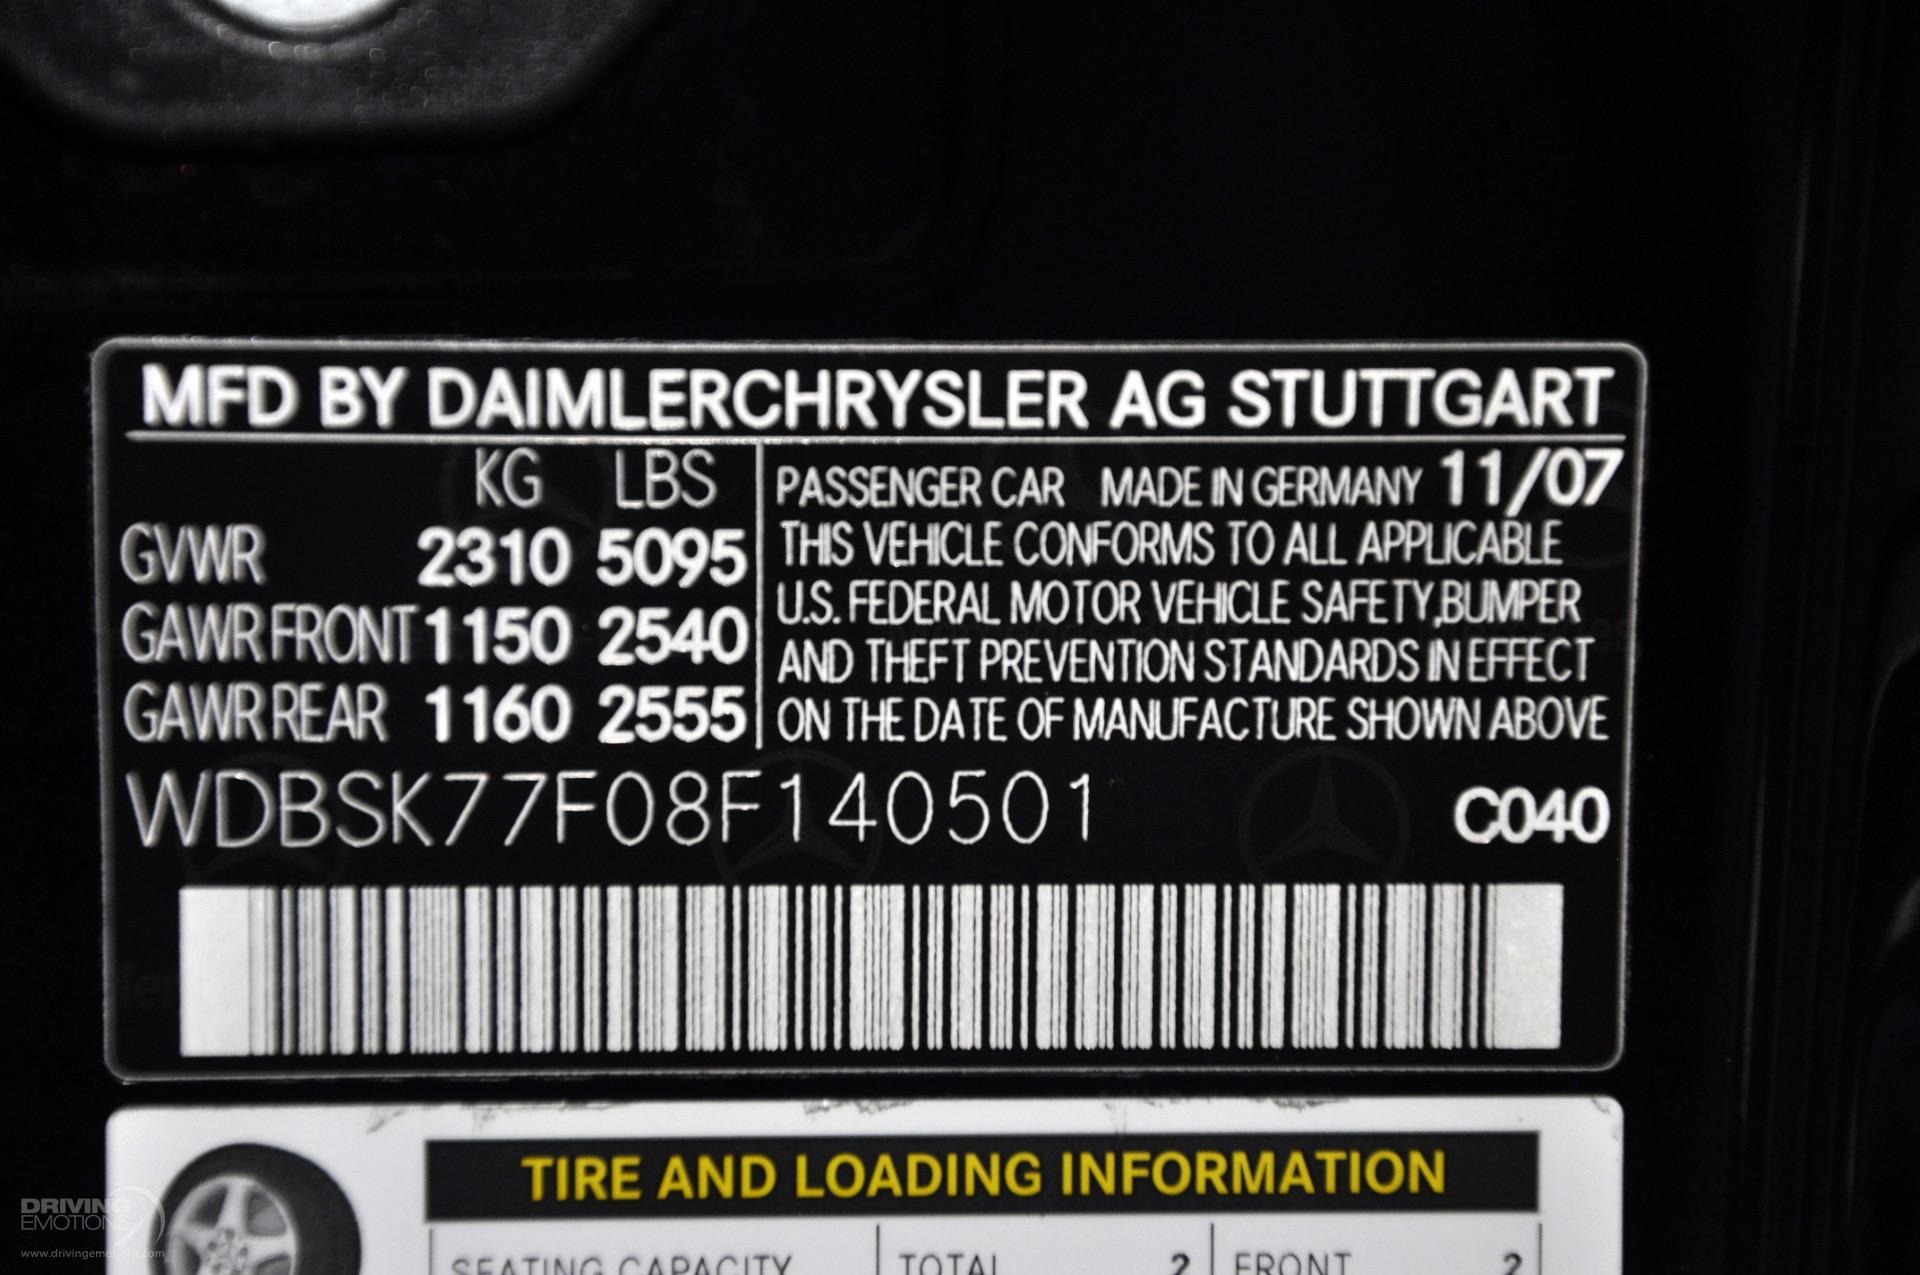 MFD BY DAIMLERCHRYSLER AG STUTTGART
KG LBS
GVWR 2310 5095
GAWR FRONT 1150 2540
GAWR REAR 1160 2555
PASSENGER CAR MADE IN GERMANY 11/07
THIS VEHICLE CONFORMS TO ALL APPLICABLE
U.S. FEDERAL MOTOR VEHICLE SAFETY,BUMPER
AND THEFT PREVENTION STANDARDS IN EFFECT
ON THE DATE OF MANUFACTURE SHOWN ABOVE
WDBSK77F08F140501 C040
TIRE AND LOADING INFORMATION
SEATING CAPACITY TOTAL 2 FRONT 2
DRIVING
EMOTIONS
www.drivingemotions.com